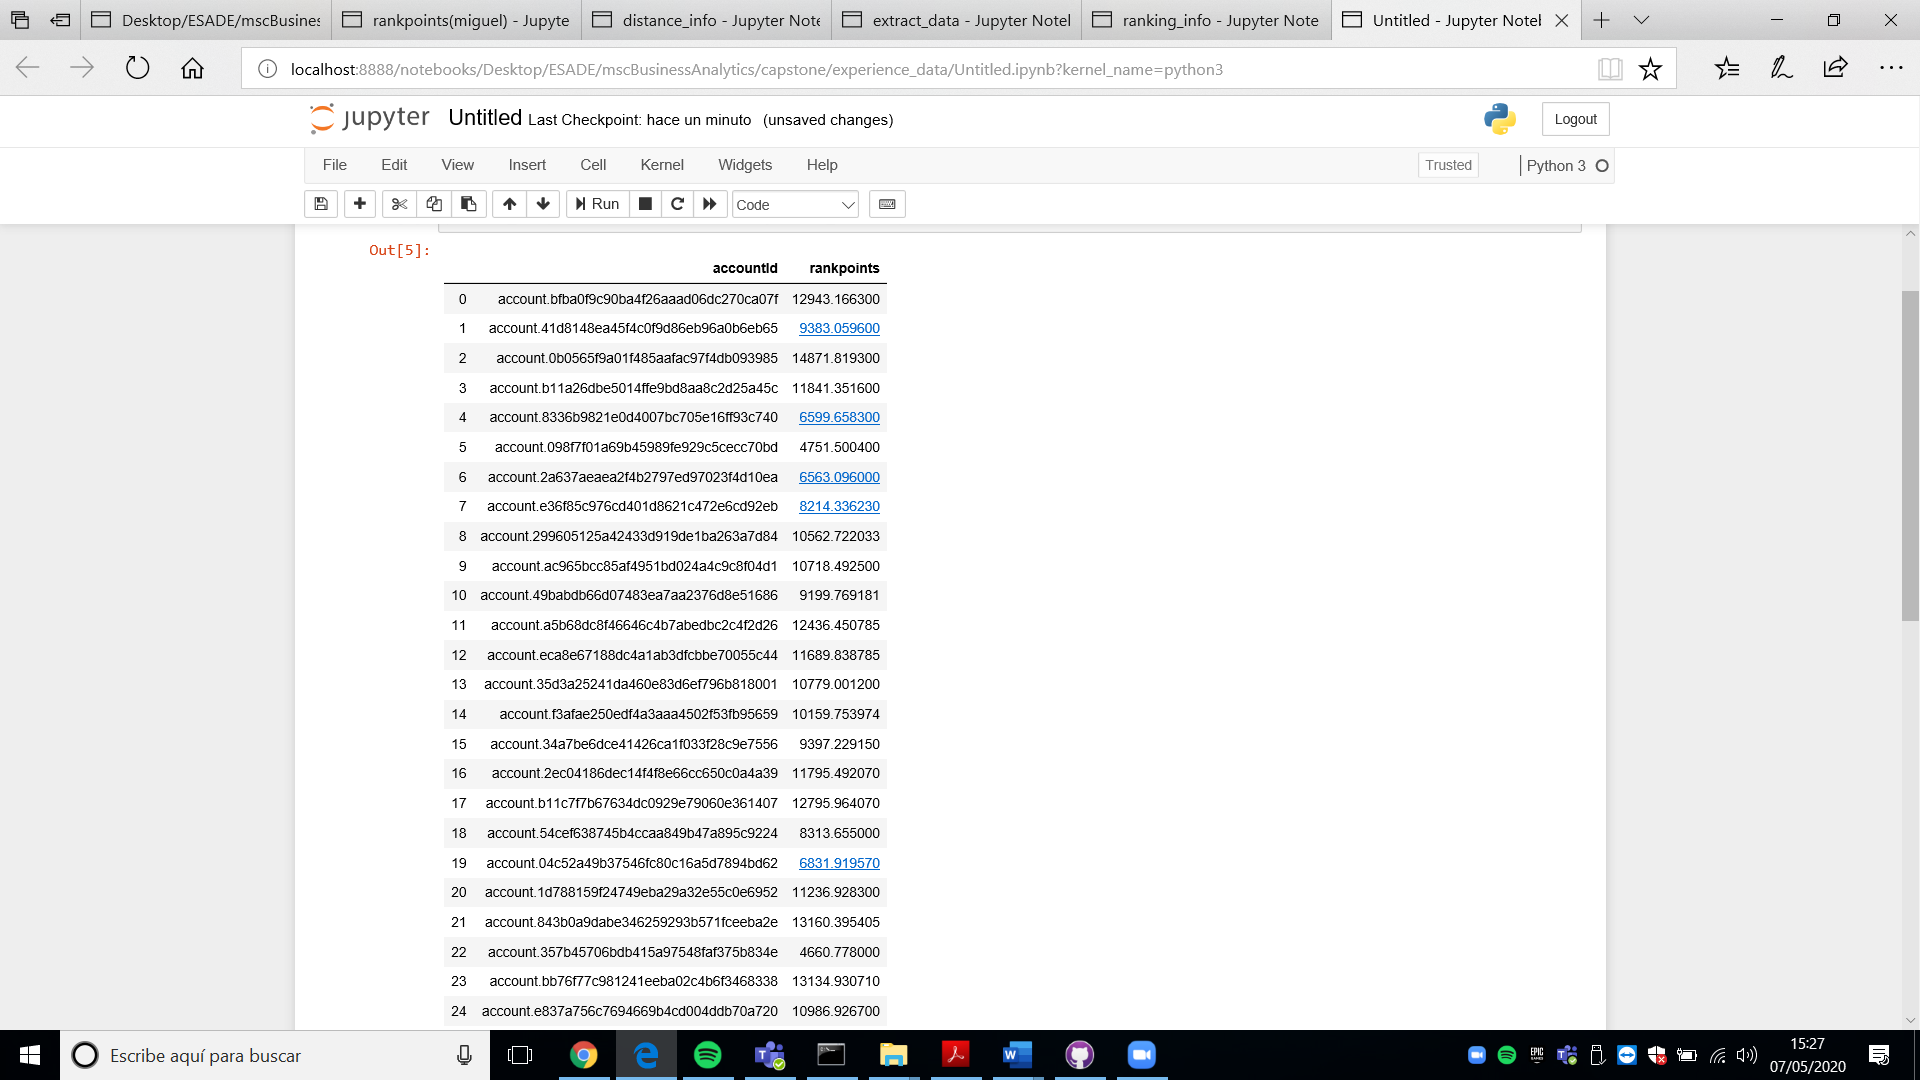 Desktop/ESADE/mscBusines
rankpoints(miguel) - Jupyte
distance_info - Jupyter Note
extract_data - Jupyter Notel
ranking_info - Jupyter Note
Untitled - Jupyter Notel
localhost:8888/notebooks/Desktop/ESADE/mscBusinessAnalytics/capstone/experience_data/Untitled.ipynb?kernel_name=python3
jupyter Untitled Last Checkpoint: hace un minuto (unsaved changes)
Logout
File Edit View Insert Cell Kernel Widgets Help
Trusted Python 3
Run Code
Out[5]:
accountId rankpoints
0 account.bfba0f9c90ba4f26aaad06dc270ca07f 12943.166300
1 account.41d8148ea45f4c0f9d86eb96a0b6eb65 9383.059600
2 account.0b0565f9a01f485aafac97f4db093985 14871.819300
3 account.b11a26dbe5014ffe9bd8aa8c2d25a45c 11841.351600
4 account.8336b9821e0d4007bc705e16ff93c740 6599.658300
5 account.098f7f01a69b45989fe929c5cecc70bd 4751.500400
6 account.2a637aeaea2f4b2797ed97023f4d10ea 6563.096000
7 account.e36f85c976cd401d8621c472e6cd92eb 8214.336230
8 account.299605125a42433d919de1ba263a7d84 10562.722033
9 account.ac965bcc85af4951bd024a4c9c8f04d1 10718.492500
10 account.49babdb66d07483ea7aa2376d8e51686 9199.769181
11 account.a5b68dc8f46646c4b7abedbc2c4f2d26 12436.450785
12 account.eca8e67188dc4a1ab3dfcbbe70055c44 11689.838785
13 account.35d3a25241da460e83d6ef796b818001 10779.001200
14 account.f3afae250edf4a3aaa4502f53fb95659 10159.753974
15 account.34a7be6dce41426ca1f033f28c9e7556 9397.229150
16 account.2ec04186dec14f4f8e66cc650c0a4a39 11795.492070
17 account.b11c7f7b67634dc0929e79060e361407 12795.964070
18 account.54cef638745b4ccaa849b47a895c9224 8313.655000
19 account.04c52a49b37546fc80c16a5d7894bd62 6831.919570
20 account.1d788159f24749eba29a32e55c0e6952 11236.928300
21 account.843b0a9dabe346259293b571fceeba2e 13160.395405
22 account.357b45706bdb415a97548faf375b834e 4660.778000
23 account.bb76f77c981241eeba02c4b6f3468338 13134.930710
24 account.e837a756c7694669b4cd004ddb70a720 10986.926700
Escribe aquí para buscar
15:27
07/05/2020